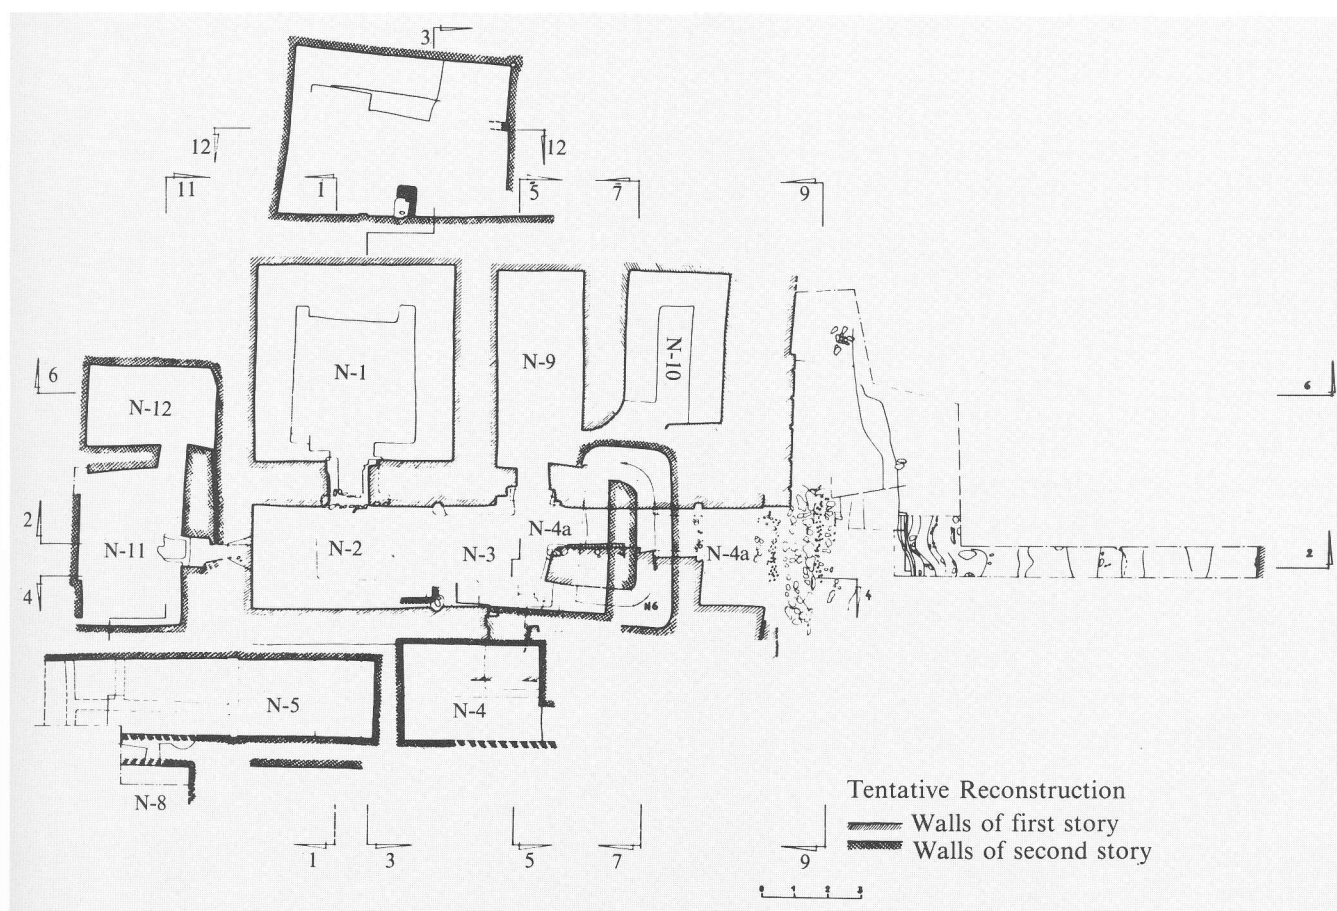 3
12 12
11 1 5 7 9
N-1 N-9 N-10
6 6
N-12
2
N-11 N-2 N-3 N-4a N-4a
2
4 4
N6
N-5 N-4
N-8
Tentative Reconstruction
Walls of first story
Walls of second story
1 3 5 7 9
0 1 2 3